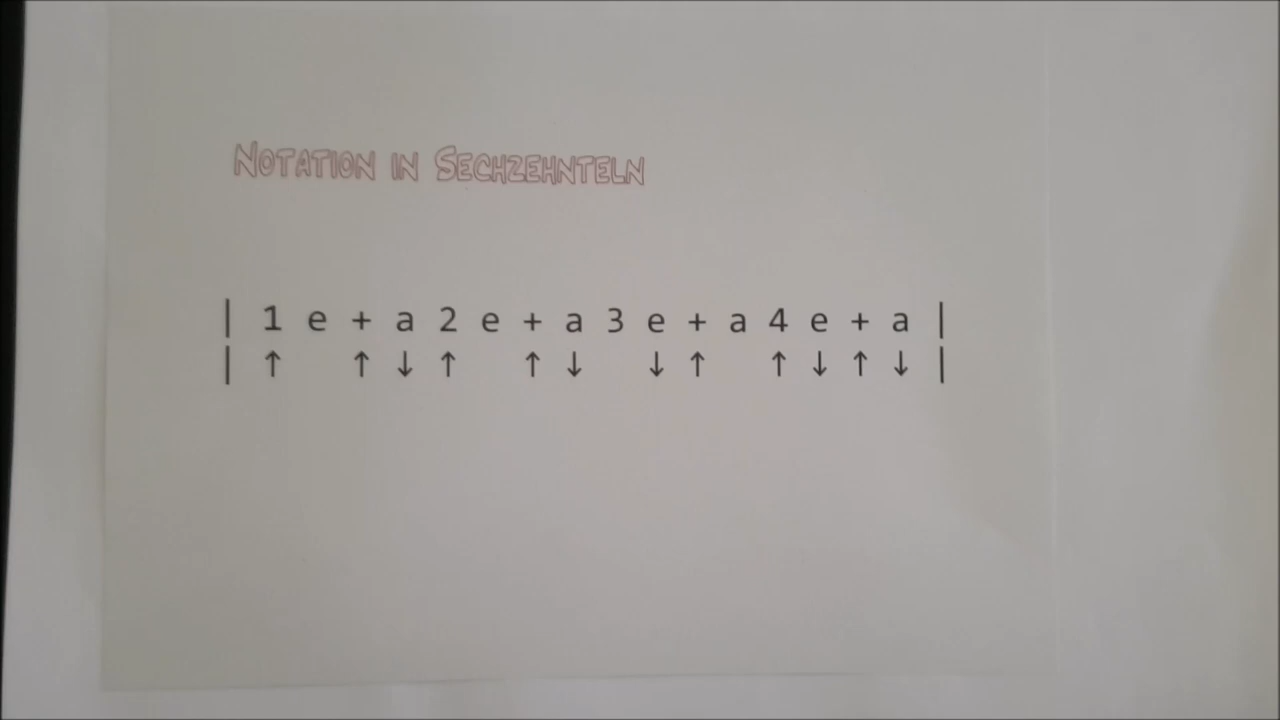 Notation in Sechzehnteln
| 1 e + a 2 e + a 3 e + a 4 e + a |
| ↑   ↑ ↓ ↑   ↑ ↓   ↓ ↑   ↑ ↓ ↑ ↓ |